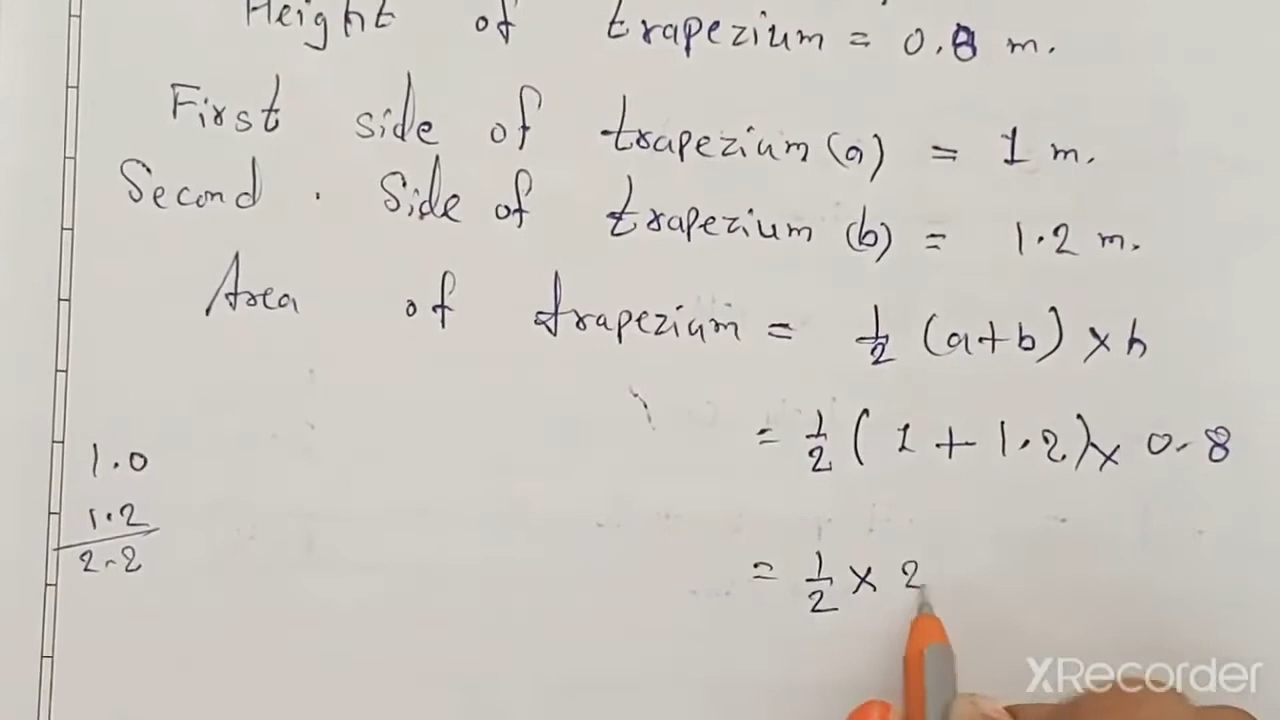 Height of trapezium = 0.8 m.
First side of trapezium (a) = 1 m.
Second . Side of trapezium (b) = 1.2 m.
Area of trapezium = 1/2 (a+b) × h
= 1/2 (1 + 1.2) × 0.8
1.0
1.2
2.2
= 1/2 × 2
XRecorder